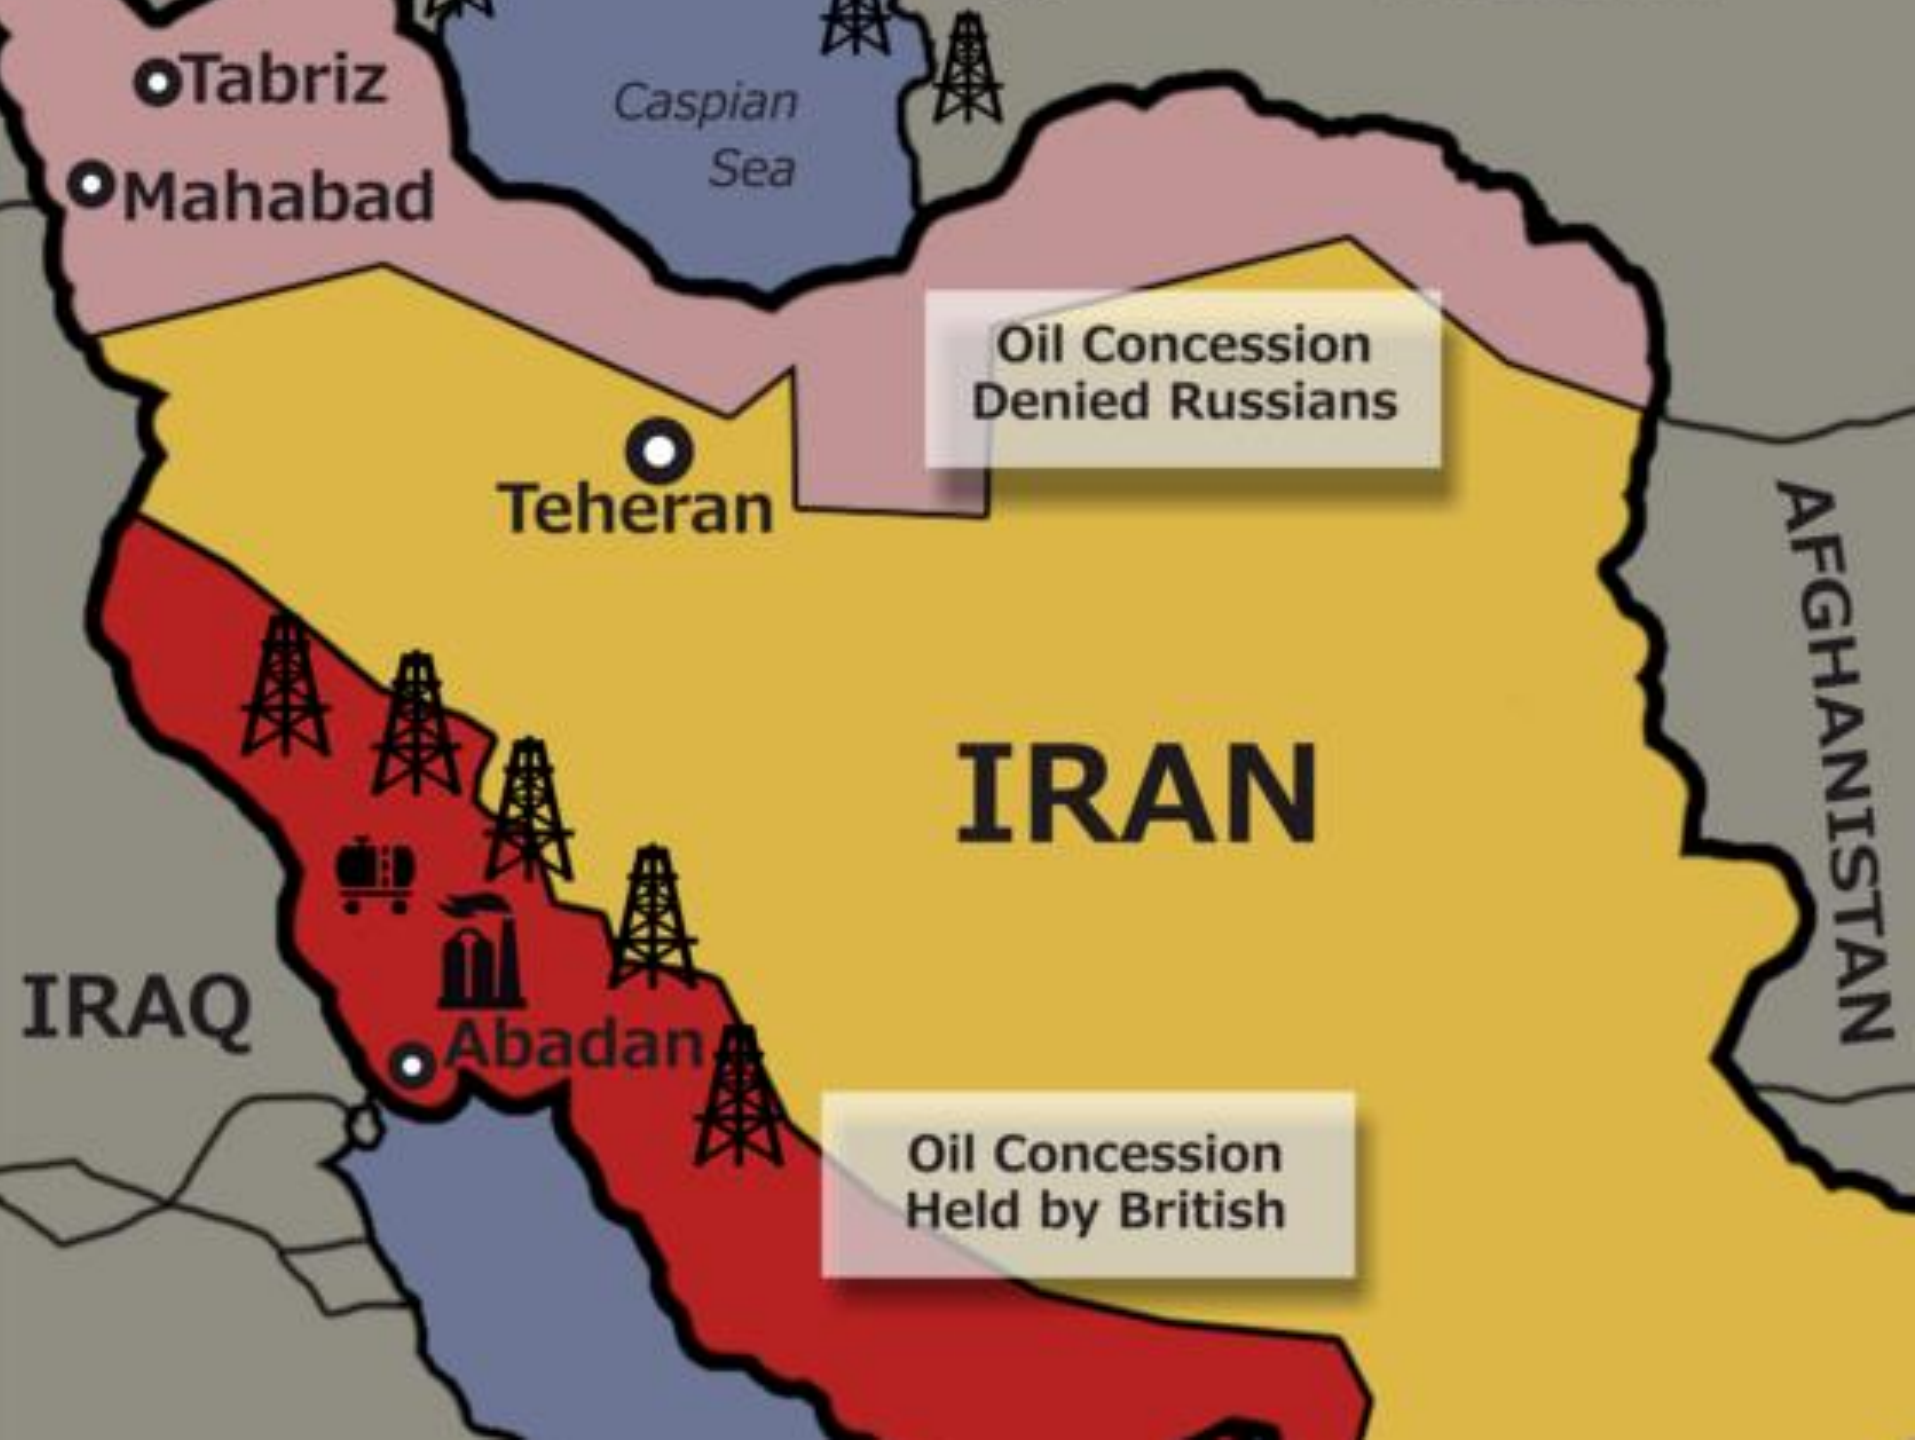 Tabriz
Caspian
Sea
Mahabad
Oil Concession
Denied Russians
Teheran
AFGHANISTAN
IRAN
IRAQ
Abadan
Oil Concession
Held by British